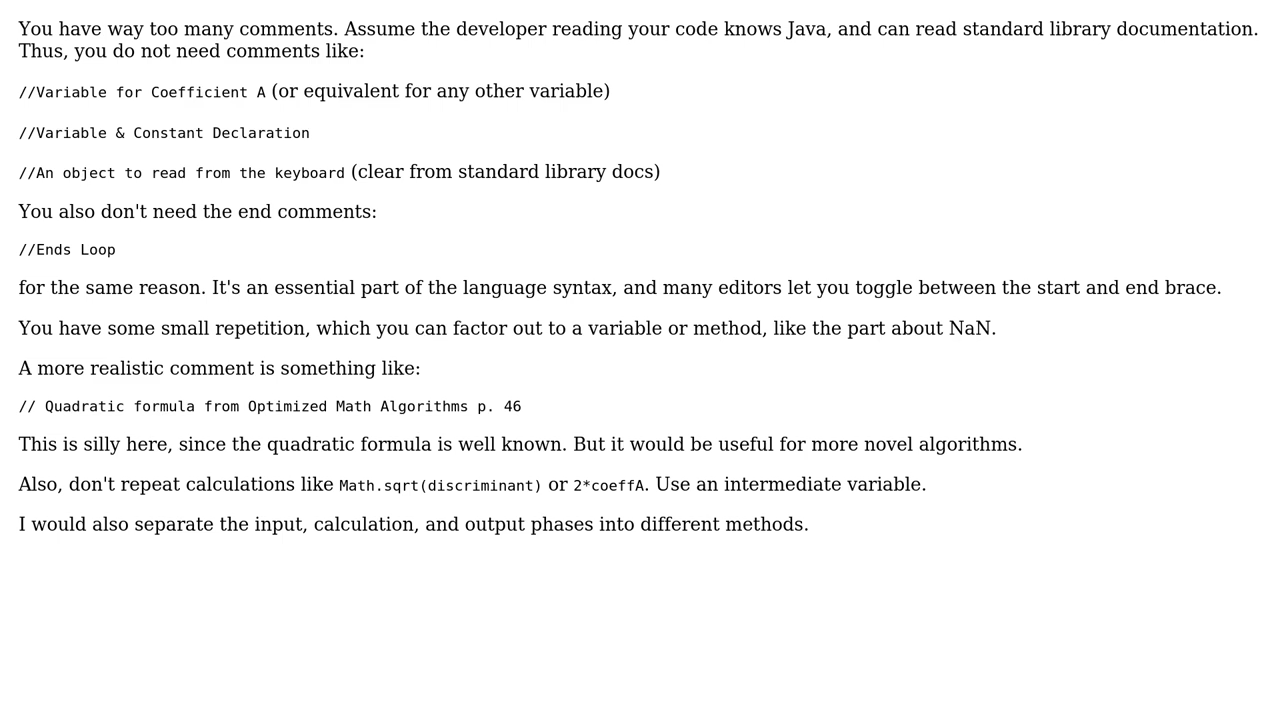 You have way too many comments. Assume the developer reading your code knows Java, and can read standard library documentation.
Thus, you do not need comments like:
//Variable for Coefficient A (or equivalent for any other variable)
//Variable & Constant Declaration
//An object to read from the keyboard (clear from standard library docs)
You also don't need the end comments:
//Ends Loop
for the same reason. It's an essential part of the language syntax, and many editors let you toggle between the start and end brace.
You have some small repetition, which you can factor out to a variable or method, like the part about NaN.
A more realistic comment is something like:
// Quadratic formula from Optimized Math Algorithms p. 46
This is silly here, since the quadratic formula is well known. But it would be useful for more novel algorithms.
Also, don't repeat calculations like Math.sqrt(discriminant) or 2*coeffA. Use an intermediate variable.
I would also separate the input, calculation, and output phases into different methods.